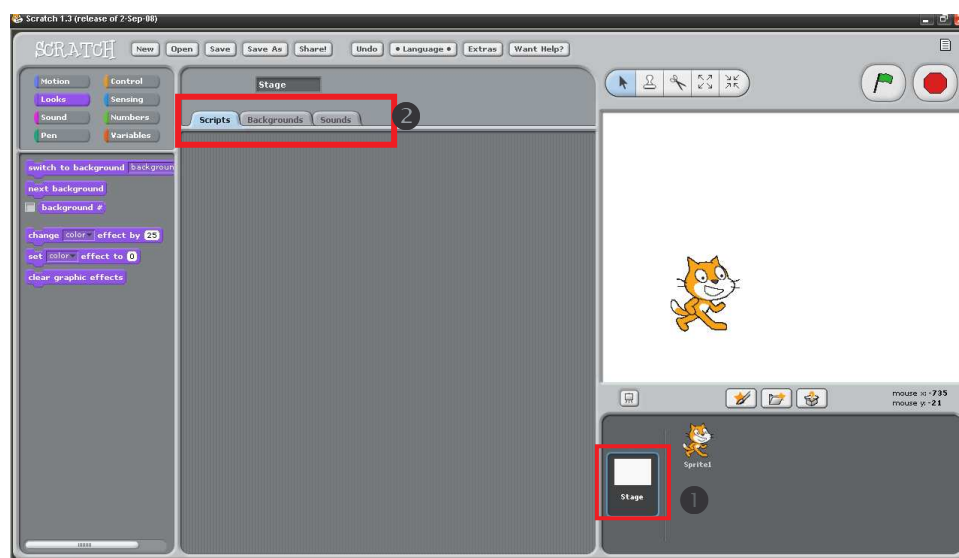 Scratch 1.3 (release of 2-Sep-08)
SCRATCH New Open Save Save As Share! Undo • Language • Extras Want Help?
Motion Control
Looks Sensing
Sound Numbers
Pen Variables
Stage
Scripts Backgrounds Sounds
2
switch to background backgroun
next background
background #
change color effect by 25
set color effect to 0
clear graphic effects
mouse x: -735
mouse y: -21
Sprite1
Stage
1